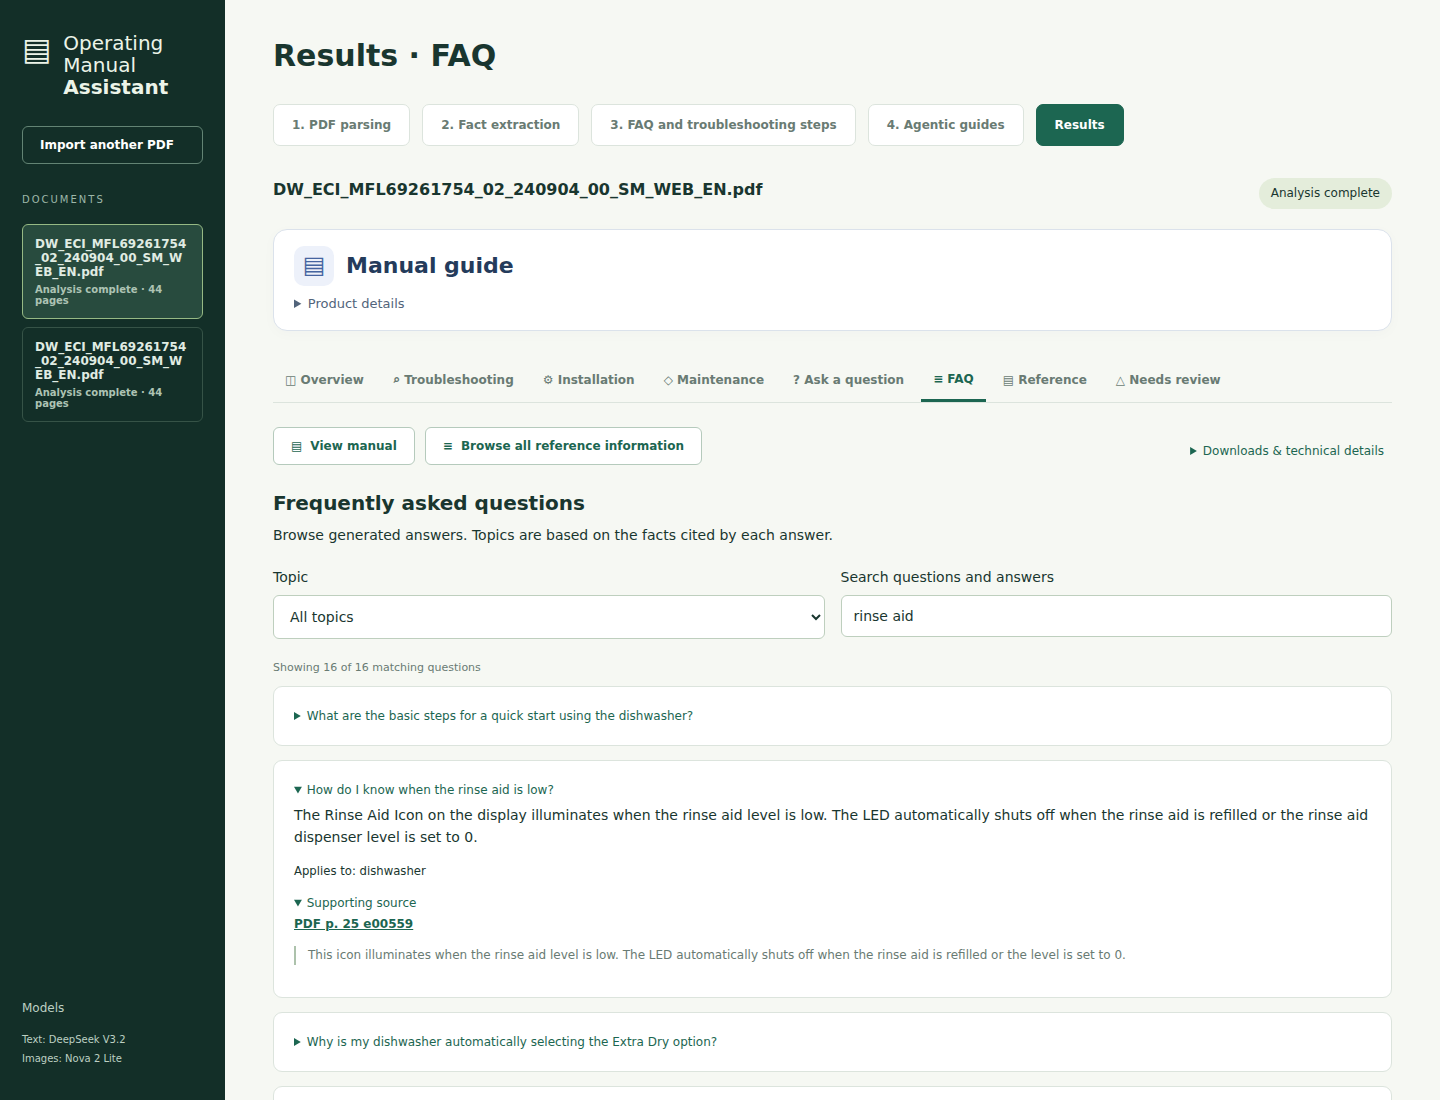 Operating
Manual
Assistant
Import another PDF
DOCUMENTS
DW_ECI_MFL69261754
_02_240904_00_SM_W
EB_EN.pdf
Analysis complete · 44
pages
DW_ECI_MFL69261754
_02_240904_00_SM_W
EB_EN.pdf
Analysis complete · 44
pages
Models
Text: DeepSeek V3.2
Images: Nova 2 Lite
Results · FAQ
1. PDF parsing
2. Fact extraction
3. FAQ and troubleshooting steps
4. Agentic guides
Results
DW_ECI_MFL69261754_02_240904_00_SM_WEB_EN.pdf
Analysis complete
Manual guide
Product details
Overview
Troubleshooting
Installation
Maintenance
? Ask a question
FAQ
Reference
Needs review
View manual
Browse all reference information
Downloads & technical details
Frequently asked questions
Browse generated answers. Topics are based on the facts cited by each answer.
Topic
Search questions and answers
All topics
rinse aid
Showing 16 of 16 matching questions
What are the basic steps for a quick start using the dishwasher?
How do I know when the rinse aid is low?
The Rinse Aid Icon on the display illuminates when the rinse aid level is low. The LED automatically shuts off when the rinse aid is refilled or the rinse aid
dispenser level is set to 0.
Applies to: dishwasher
Supporting source
PDF p. 25 e00559
This icon illuminates when the rinse aid level is low. The LED automatically shuts off when the rinse aid is refilled or the level is set to 0.
Why is my dishwasher automatically selecting the Extra Dry option?